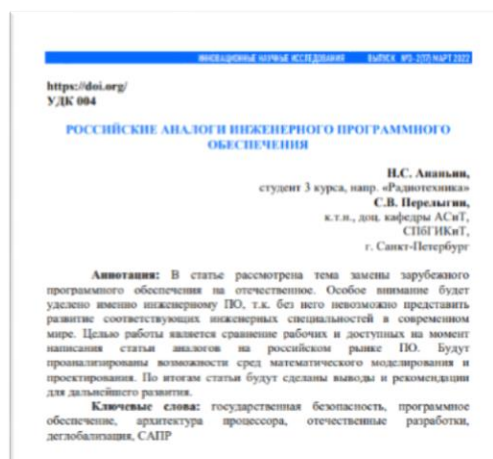 ИННОВАЦИОННЫЕ НАУЧНЫЕ ИССЛЕДОВАНИЯ ВЫПУСК №3-2(17) МАРТ 2022
https://doi.org/
УДК 004
РОССИЙСКИЕ АНАЛОГИ ИНЖЕНЕРНОГО ПРОГРАММНОГО
ОБЕСПЕЧЕНИЯ
Н.С. Ананьин,
студент 3 курса, напр. «Радиотехника»
С.В. Перелыгин,
к.т.н., доц. кафедры АСиТ,
СПбГИКиТ,
г. Санкт-Петербург
Аннотация: В статье рассмотрена тема замены зарубежного
программного обеспечения на отечественное. Особое внимание будет
уделено именно инженерному ПО, т.к. без него невозможно представить
развитие соответствующих инженерных специальностей в современном
мире. Целью работы является сравнение рабочих и доступных на момент
написания статьи аналогов на российском рынке ПО. Будут
проанализированы возможности сред математического моделирования и
проектирования. По итогам статьи будут сделаны выводы и рекомендации
для дальнейшего развития.
Ключевые слова: государственная безопасность, программное
обеспечение, архитектура процессора, отечественные разработки,
деглобализация, САПР